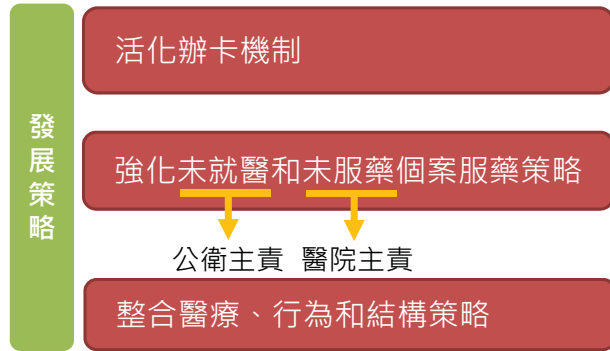 發展策略
活化辦卡機制
強化未就醫和未服藥個案服藥策略
公衛主責 醫院主責
整合醫療、行為和結構策略